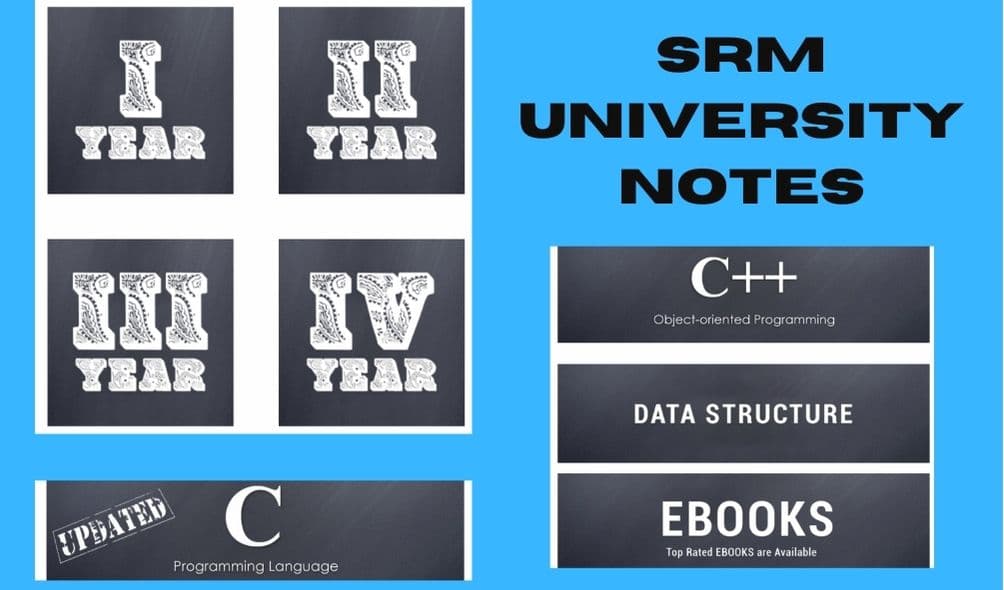 I
YEAR
II
YEAR
III
YEAR
IV
YEAR
UPDATED
C
Programming Language
SRM
UNIVERSITY
NOTES
C++
Object-oriented Programming
DATA STRUCTURE
EBOOKS
Top Rated EBOOKS are Available